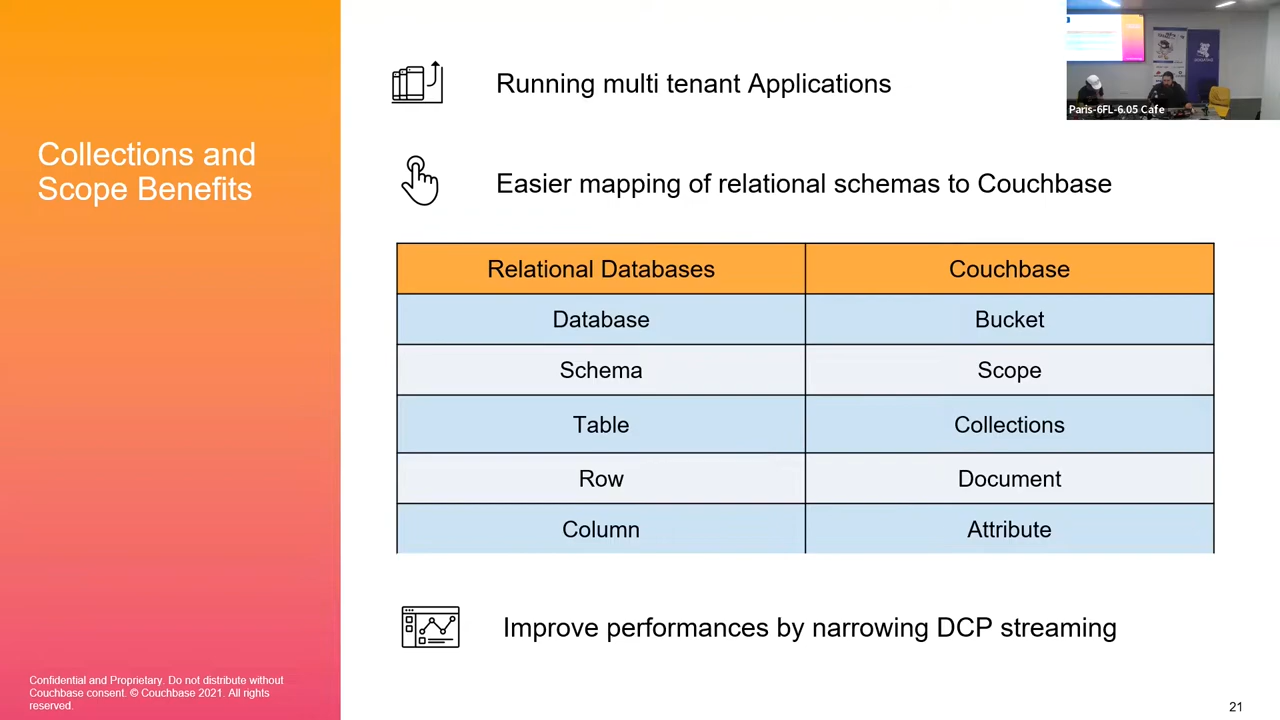 Collections and
Scope Benefits
Running multi tenant Applications
Paris-6FL-6.05 Cafe
Easier mapping of relational schemas to Couchbase
Relational Databases Couchbase
Database Bucket
Schema Scope
Table Collections
Row Document
Column Attribute
Improve performances by narrowing DCP streaming
Confidential and Proprietary. Do not distribute without
Couchbase consent. © Couchbase 2021. All rights
reserved.
21